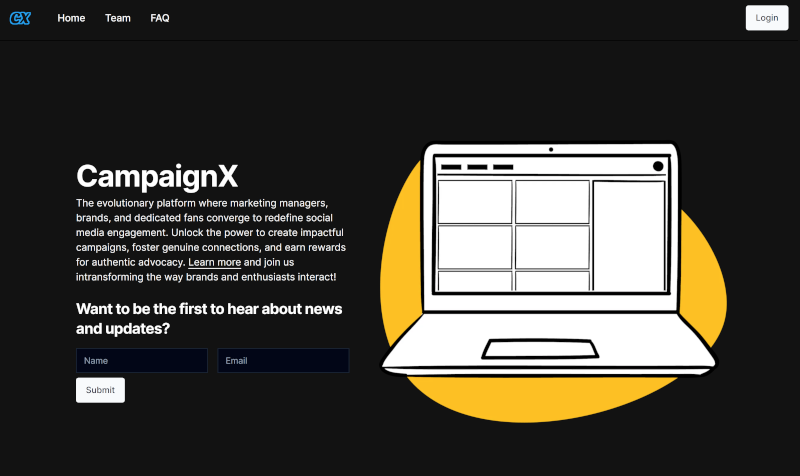 CX
Home
Team
FAQ
Login
CampaignX
The evolutionary platform where marketing managers,
brands, and dedicated fans converge to redefine social
media engagement. Unlock the power to create impactful
campaigns, foster genuine connections, and earn rewards
for authentic advocacy. Learn more and join us
intransforming the way brands and enthusiasts interact!
Want to be the first to hear about news
and updates?
Name
Email
Submit